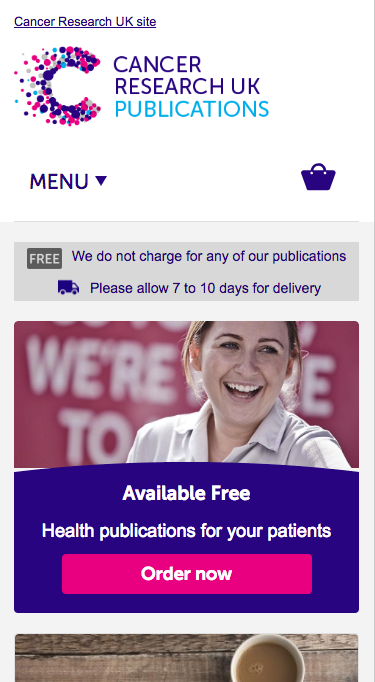 Cancer Research UK site
CANCER
RESEARCH UK
PUBLICATIONS
MENU
FREE We do not charge for any of our publications
Please allow 7 to 10 days for delivery
WE'RE
TO
Available Free
Health publications for your patients
Order now